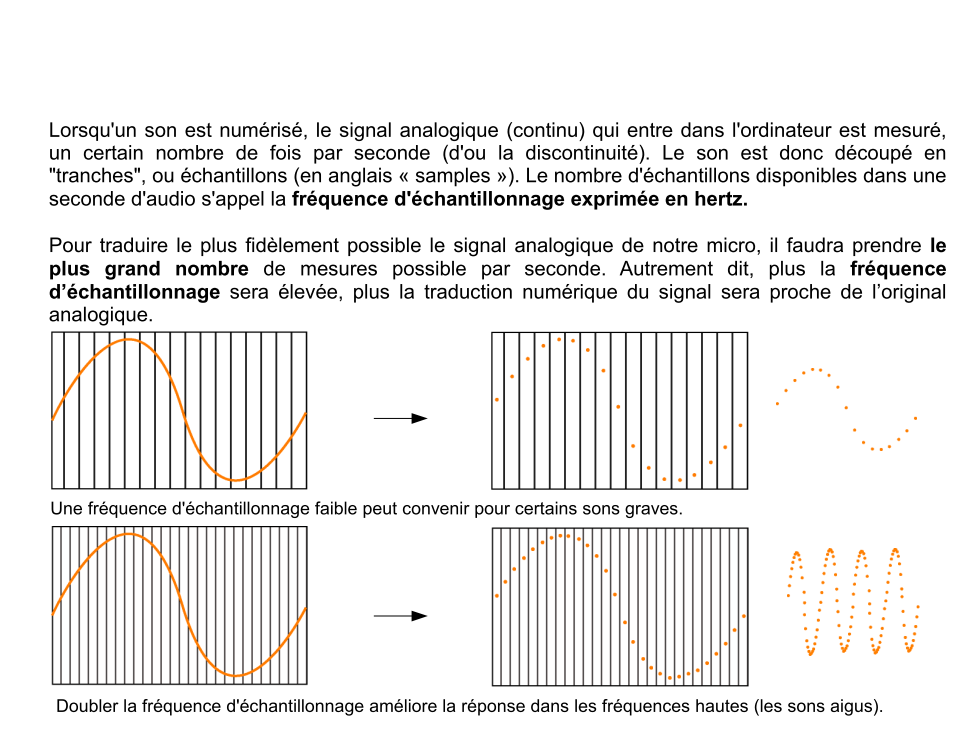 Lorsqu'un son est numérisé, le signal analogique (continu) qui entre dans l'ordinateur est mesuré,
un certain nombre de fois par seconde (d'ou la discontinuité). Le son est donc découpé en
"tranches", ou échantillons (en anglais « samples »). Le nombre d'échantillons disponibles dans une
seconde d'audio s'appel la fréquence d'échantillonnage exprimée en hertz.
Pour traduire le plus fidèlement possible le signal analogique de notre micro, il faudra prendre le
plus grand nombre de mesures possible par seconde. Autrement dit, plus la fréquence
d’échantillonnage sera élevée, plus la traduction numérique du signal sera proche de l’original
analogique.
Une fréquence d'échantillonnage faible peut convenir pour certains sons graves.
Doubler la fréquence d'échantillonnage améliore la réponse dans les fréquences hautes (les sons aigus).